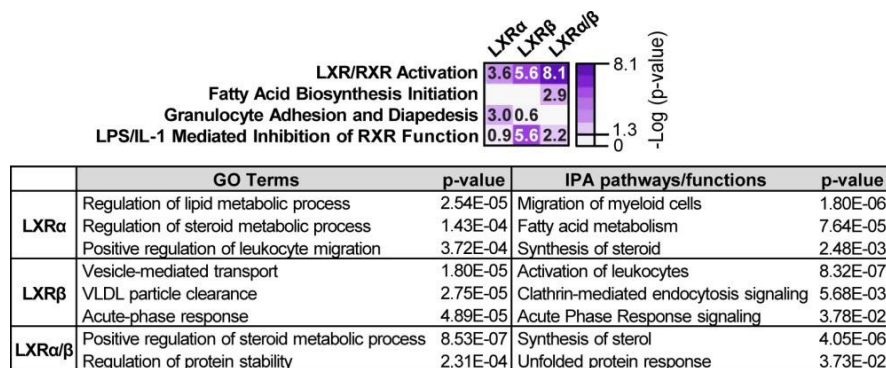 LXRα LXRβ LXRα/β
LXR/RXR Activation 3.6 5.6 8.1
Fatty Acid Biosynthesis Initiation 2.9
Granulocyte Adhesion and Diapedesis 3.0 0.6
LPS/IL-1 Mediated Inhibition of RXR Function 0.9 5.6 2.2
8.1
1.3
0
-Log (p-value)
GO Terms p-value IPA pathways/functions p-value
LXRα
Regulation of lipid metabolic process 2.54E-05 Migration of myeloid cells 1.80E-06
Regulation of steroid metabolic process 1.43E-04 Fatty acid metabolism 7.64E-05
Positive regulation of leukocyte migration 3.72E-04 Synthesis of steroid 2.48E-03
LXRβ
Vesicle-mediated transport 1.80E-05 Activation of leukocytes 8.32E-07
VLDL particle clearance 2.75E-05 Clathrin-mediated endocytosis signaling 5.68E-03
Acute-phase response 4.89E-05 Acute Phase Response signaling 3.78E-02
LXRα/β
Positive regulation of steroid metabolic process 8.53E-07 Synthesis of sterol 4.05E-06
Regulation of protein stability 2.31E-04 Unfolded protein response 3.73E-02